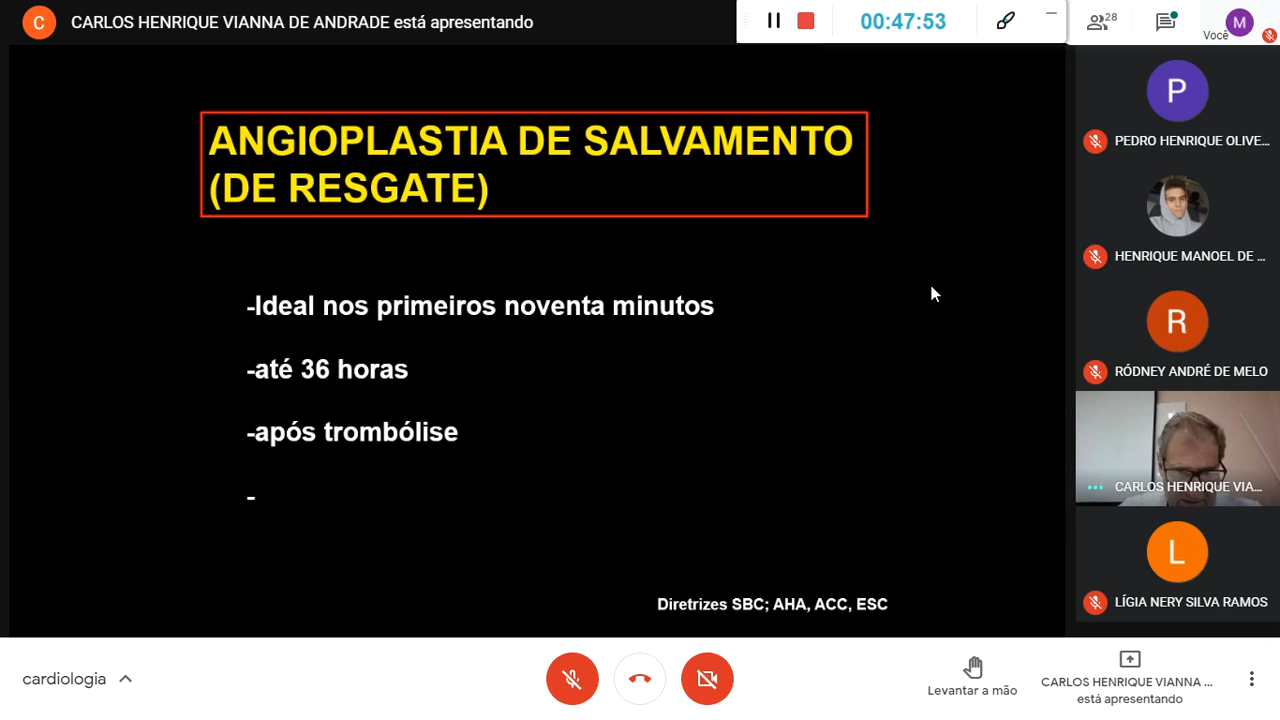 C
CARLOS HENRIQUE VIANNA DE ANDRADE está apresentando
00:47:53
28
Você
M
ANGIOPLASTIA DE SALVAMENTO
(DE RESGATE)
-Ideal nos primeiros noventa minutos
-até 36 horas
-após trombólise
-
Diretrizes SBC; AHA, ACC, ESC
P
PEDRO HENRIQUE OLIVE...
HENRIQUE MANOEL DE ...
R
RÓDNEY ANDRÉ DE MELO
CARLOS HENRIQUE VIA...
L
LÍGIA NERY SILVA RAMOS
cardiologia
Levantar a mão
CARLOS HENRIQUE VIANNA ...
está apresentando